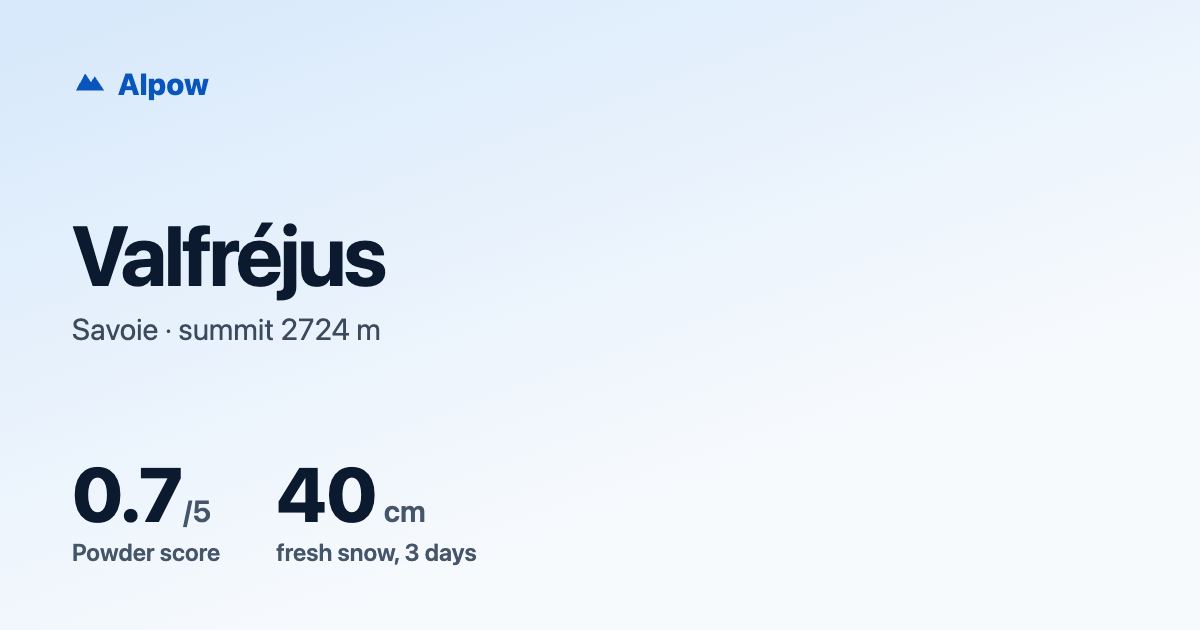 Alpow
Valfréjus
Savoie · summit 2724 m
0.7/5
Powder score
40 cm
fresh snow, 3 days